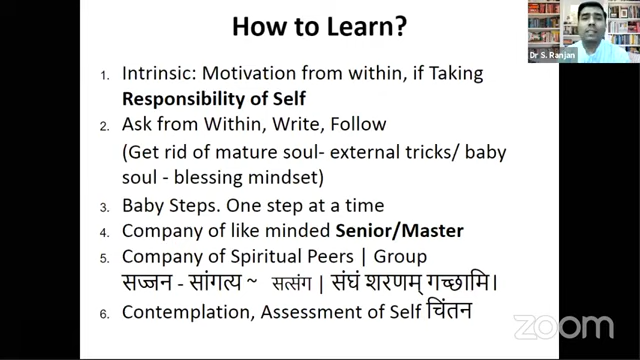 How to Learn?
Dr S. Ranjan
1. Intrinsic: Motivation from within, if Taking
Responsibility of Self
2. Ask from Within, Write, Follow
(Get rid of mature soul- external tricks/ baby
soul - blessing mindset)
3. Baby Steps. One step at a time
4. Company of like minded Senior/Master
5. Company of Spiritual Peers | Group
सज्जन - सांगत्य ~ सत्संग | संघं शरणम् गच्छामि।
6. Contemplation, Assessment of Self चिंतन
zoom